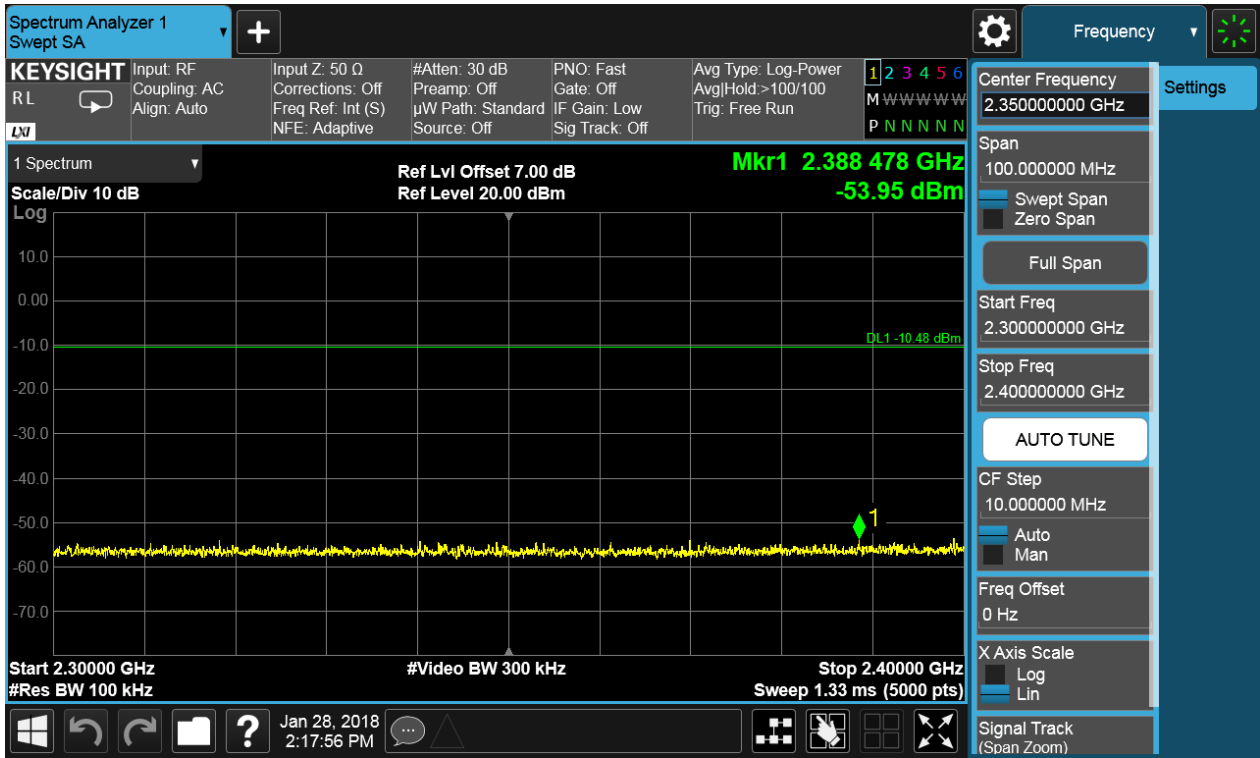 Spectrum Analyzer 1
Swept SA
+
Frequency
KEYSIGHT
RL
LXI
Input: RF
Coupling: AC
Align: Auto
Input Z: 50 Ω
Corrections: Off
Freq Ref: Int (S)
NFE: Adaptive
#Atten: 30 dB
Preamp: Off
µW Path: Standard
Source: Off
PNO: Fast
Gate: Off
IF Gain: Low
Sig Track: Off
Avg Type: Log-Power
Avg|Hold:>100/100
Trig: Free Run
1 2 3 4 5 6
M W W W W W
P N N N N N
1 Spectrum
Scale/Div 10 dB
Log
Ref Lvl Offset 7.00 dB
Ref Level 20.00 dBm
Mkr1 2.388 478 GHz
-53.95 dBm
10.0
0.00
-10.0
-20.0
-30.0
-40.0
-50.0
-60.0
-70.0
DL1 -10.48 dBm
1
Start 2.30000 GHz
#Res BW 100 kHz
#Video BW 300 kHz
Stop 2.40000 GHz
Sweep 1.33 ms (5000 pts)
Center Frequency
2.350000000 GHz
Span
100.000000 MHz
Swept Span
Zero Span
Full Span
Start Freq
2.300000000 GHz
Stop Freq
2.400000000 GHz
AUTO TUNE
CF Step
10.000000 MHz
Auto
Man
Freq Offset
0 Hz
X Axis Scale
Log
Lin
Signal Track
(Span Zoom)
Settings
?
Jan 28, 2018
2:17:56 PM